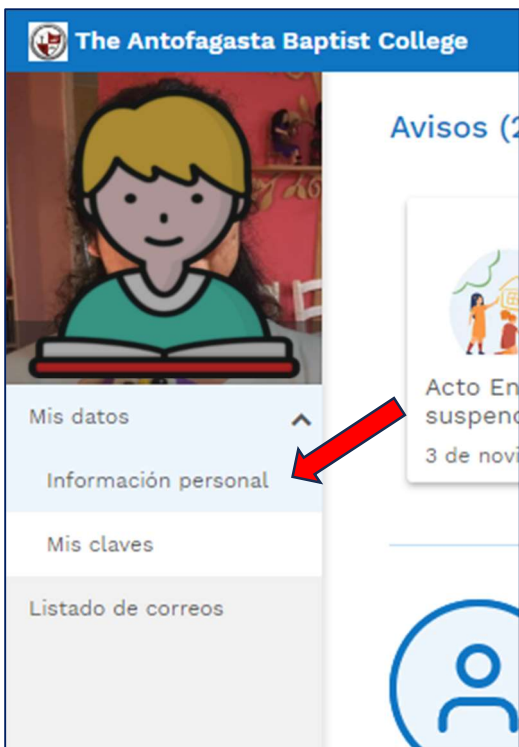 The Antofagasta Baptist College
Avisos (2
Acto En
suspend
3 de novi
Mis datos
Información personal
Mis claves
Listado de correos